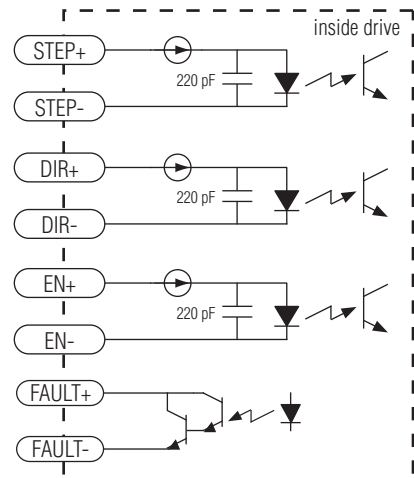 inside drive
STEP+
220 pF
STEP-
DIR+
220 pF
DIR-
EN+
220 pF
EN-
FAULT+
FAULT-